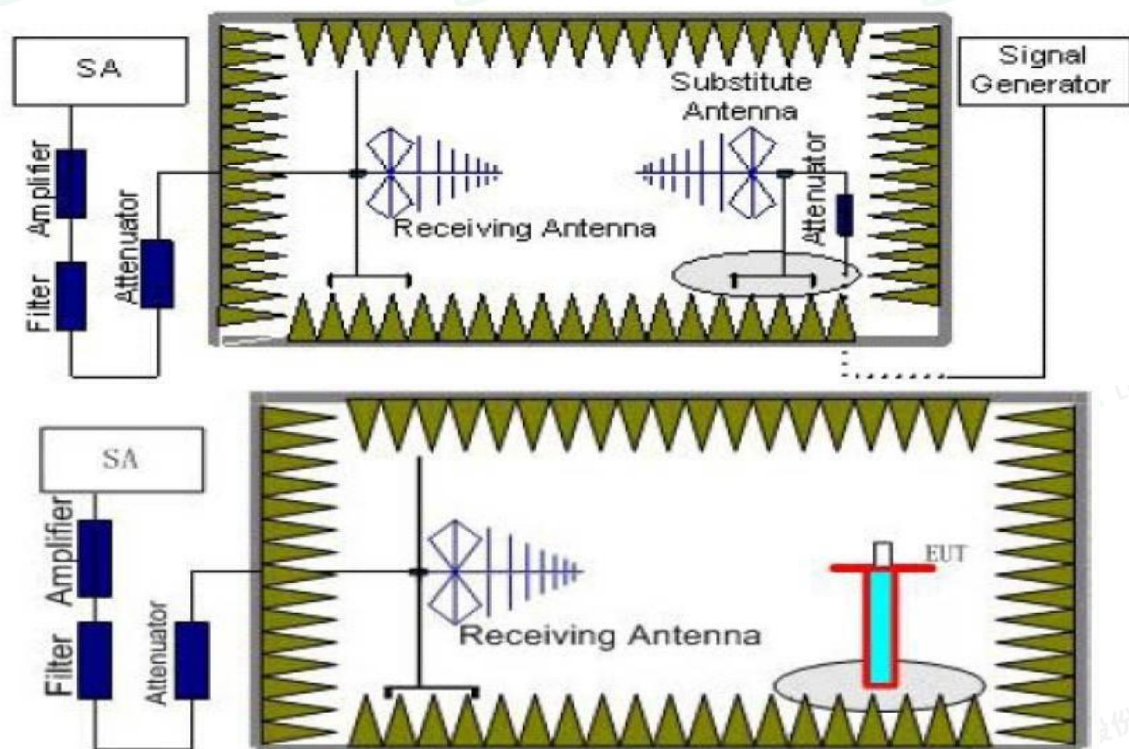 SA
Signal
Generator
Substitute
Antenna
Amplifier
Filter
Attenuator
Receiving Antenna
Attenuator
SA
Amplifier
Filter
Attenuator
Receiving Antenna
EUT